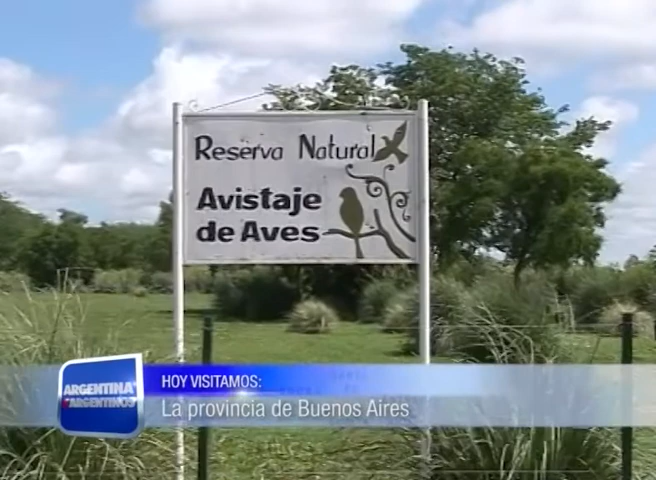 Reserva Natural
Avistaje
de Aves
ARGENTINA
ARGENTINOS
HOY VISITAMOS:
La provincia de Buenos Aires